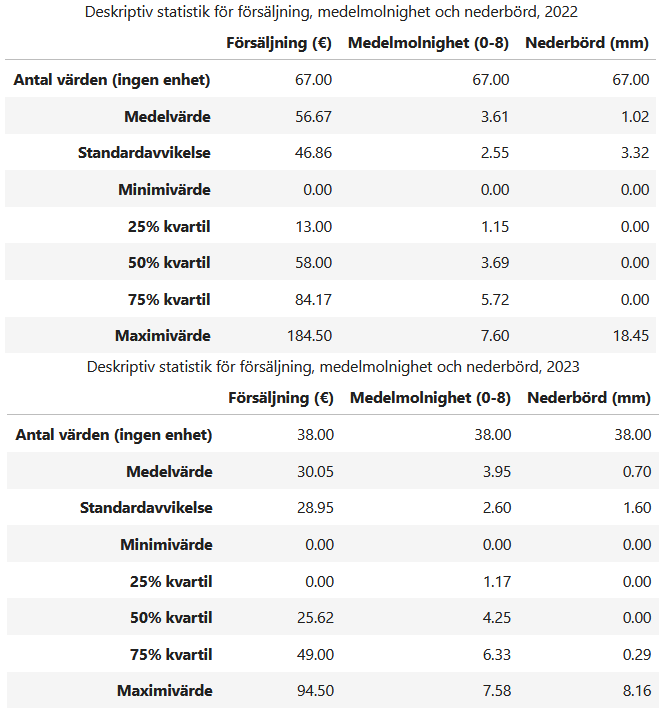 Deskriptiv statistik för försäljning, medelmolnighet och nederbörd, 2022
Försäljning (€) Medelmolnighet (0-8) Nederbörd (mm)
Antal värden (ingen enhet) 67.00 67.00 67.00
Medelvärde 56.67 3.61 1.02
Standardavvikelse 46.86 2.55 3.32
Minimivärde 0.00 0.00 0.00
25% kvartil 13.00 1.15 0.00
50% kvartil 58.00 3.69 0.00
75% kvartil 84.17 5.72 0.00
Maximivärde 184.50 7.60 18.45
Deskriptiv statistik för försäljning, medelmolnighet och nederbörd, 2023
Försäljning (€) Medelmolnighet (0-8) Nederbörd (mm)
Antal värden (ingen enhet) 38.00 38.00 38.00
Medelvärde 30.05 3.95 0.70
Standardavvikelse 28.95 2.60 1.60
Minimivärde 0.00 0.00 0.00
25% kvartil 0.00 1.17 0.00
50% kvartil 25.62 4.25 0.00
75% kvartil 49.00 6.33 0.29
Maximivärde 94.50 7.58 8.16